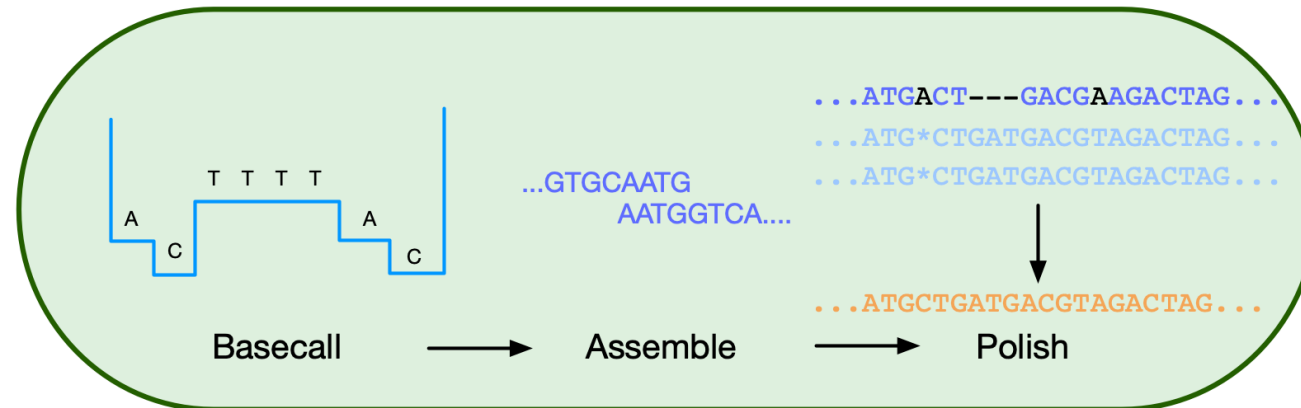 A C T T T T A C
...GTGCAATG
AATGGTCA....
...ATGACT---GACGAAGACTAG...
...ATG*CTGATGACGTAGACTAG...
...ATG*CTGATGACGTAGACTAG...
...ATGCTGATGACGTAGACTAG...
Basecall
Assemble
Polish